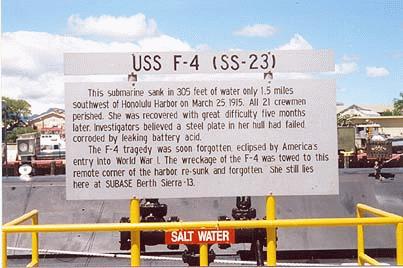 USS F-4 (SS-23)
This submarine sank in 305 feet of water only 1.5 miles
southwest of Honolulu Harbor on March 25 1915. All 21 crewmen
perished. She was recovered with great difficulty five months
later. Investigators believed a steel plate in her hull had failed,
corroded by leaking battery acid.
The F-4 tragedy was soon forgotten, eclipsed by America's
entry into World War I. The wreckage of the F-4 was towed to this
remote corner of the harbor re-sunk and forgotten. She still lies
here at SUBASE Berth Sierra-13.
SALT WATER